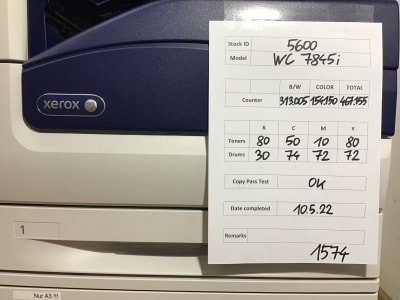 xerox
Stock ID 5600
Model WC 7845i
B/W COLOR TOTAL
Counter 313.005 154.150 467.155
K C M Y
Toners 80 50 10 80
Drums 30 74 72 72
Copy Pass Test OK
Date completed 10.5.22
Remarks
1574
1
Nur A3 !!!